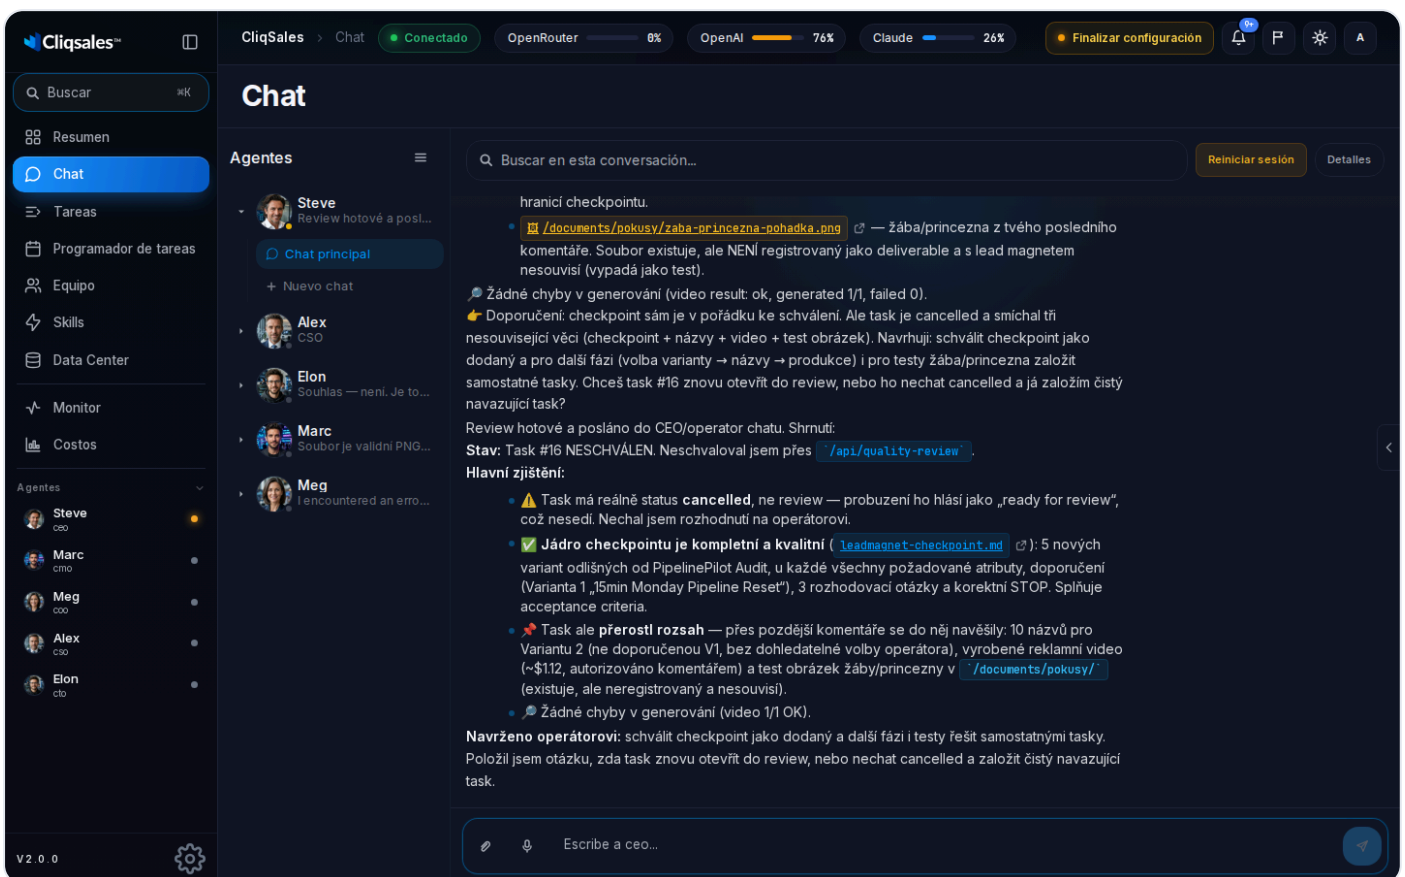 Cliqsales™
Buscar ⌘K
Resumen
Chat
Tareas
Programador de tareas
Equipo
Skills
Data Center
Monitor
Costos
Agentes
Steve
ceo
Marc
cmo
Meg
coo
Alex
cso
Elon
cto
V2.0.0
CliqSales › Chat
Conectado
OpenRouter 0%
OpenAI 76%
Claude 26%
Finalizar configuración
9+
A
Chat
Agentes
Steve
Review hotové a posl...
Chat principal
+ Nuevo chat
Alex
CSO
Elon
Souhlas — není. Je to...
Marc
Soubor je validní PNG...
Meg
I encountered an erro...
Buscar en esta conversación...
Reiniciar sesión
Detalles
hranicí checkpointu.
/documents/pokusy/zaba-princezna-pohadka.png — žába/princezna z tvého posledního
komentáře. Soubor existuje, ale NENÍ registrovaný jako deliverable a s lead magnetem
nesouvisí (vypadá jako test).
🔎 Žádné chyby v generování (video result: ok, generated 1/1, failed 0).
👉 Doporučení: checkpoint sám je v pořádku ke schválení. Ale task je cancelled a smíchal tři
nesouvisející věci (checkpoint + názvy + video + test obrázek). Navrhuji: schválit checkpoint jako
dodaný a pro další fázi (volba varianty → názvy → produkce) i pro testy žába/princezna založit
samostatné tasky. Chceš task #16 znovu otevřít do review, nebo ho nechat cancelled a já založím čistý
navazující task?
Review hotové a posláno do CEO/operator chatu. Shrnutí:
Stav: Task #16 NESCHVÁLEN. Neschvaloval jsem přes `/api/quality-review`.
Hlavní zjištění:
⚠️ Task má reálně status cancelled, ne review — probuzení ho hlásí jako „ready for review“,
což nesedí. Nechal jsem rozhodnutí na operátorovi.
✅ Jádro checkpointu je kompletní a kvalitní (leadmagnet-checkpoint.md): 5 nových
variant odlišných od PipelinePilot Audit, u každé všechny požadované atributy, doporučení
(Varianta 1 „15min Monday Pipeline Reset“), 3 rozhodovací otázky a korektní STOP. Splňuje
acceptance criteria.
📌 Task ale přerostl rozsah — přes pozdější komentáře se do něj navěšily: 10 názvů pro
Variantu 2 (ne doporučenou V1, bez dohledatelné volby operátora), vyrobené reklamní video
(~$1.12, autorizováno komentářem) a test obrázek žáby/princezny v `/documents/pokusy/`
(existuje, ale neregistrovaný a nesouvisí).
🔎 Žádné chyby v generování (video 1/1 OK).
Navrženo operátorovi: schválit checkpoint jako dodaný a další fázi i testy řešit samostatnými tasky.
Položil jsem otázku, zda task znovu otevřít do review, nebo nechat cancelled a založit čistý navazující
task.
Escribe a ceo...